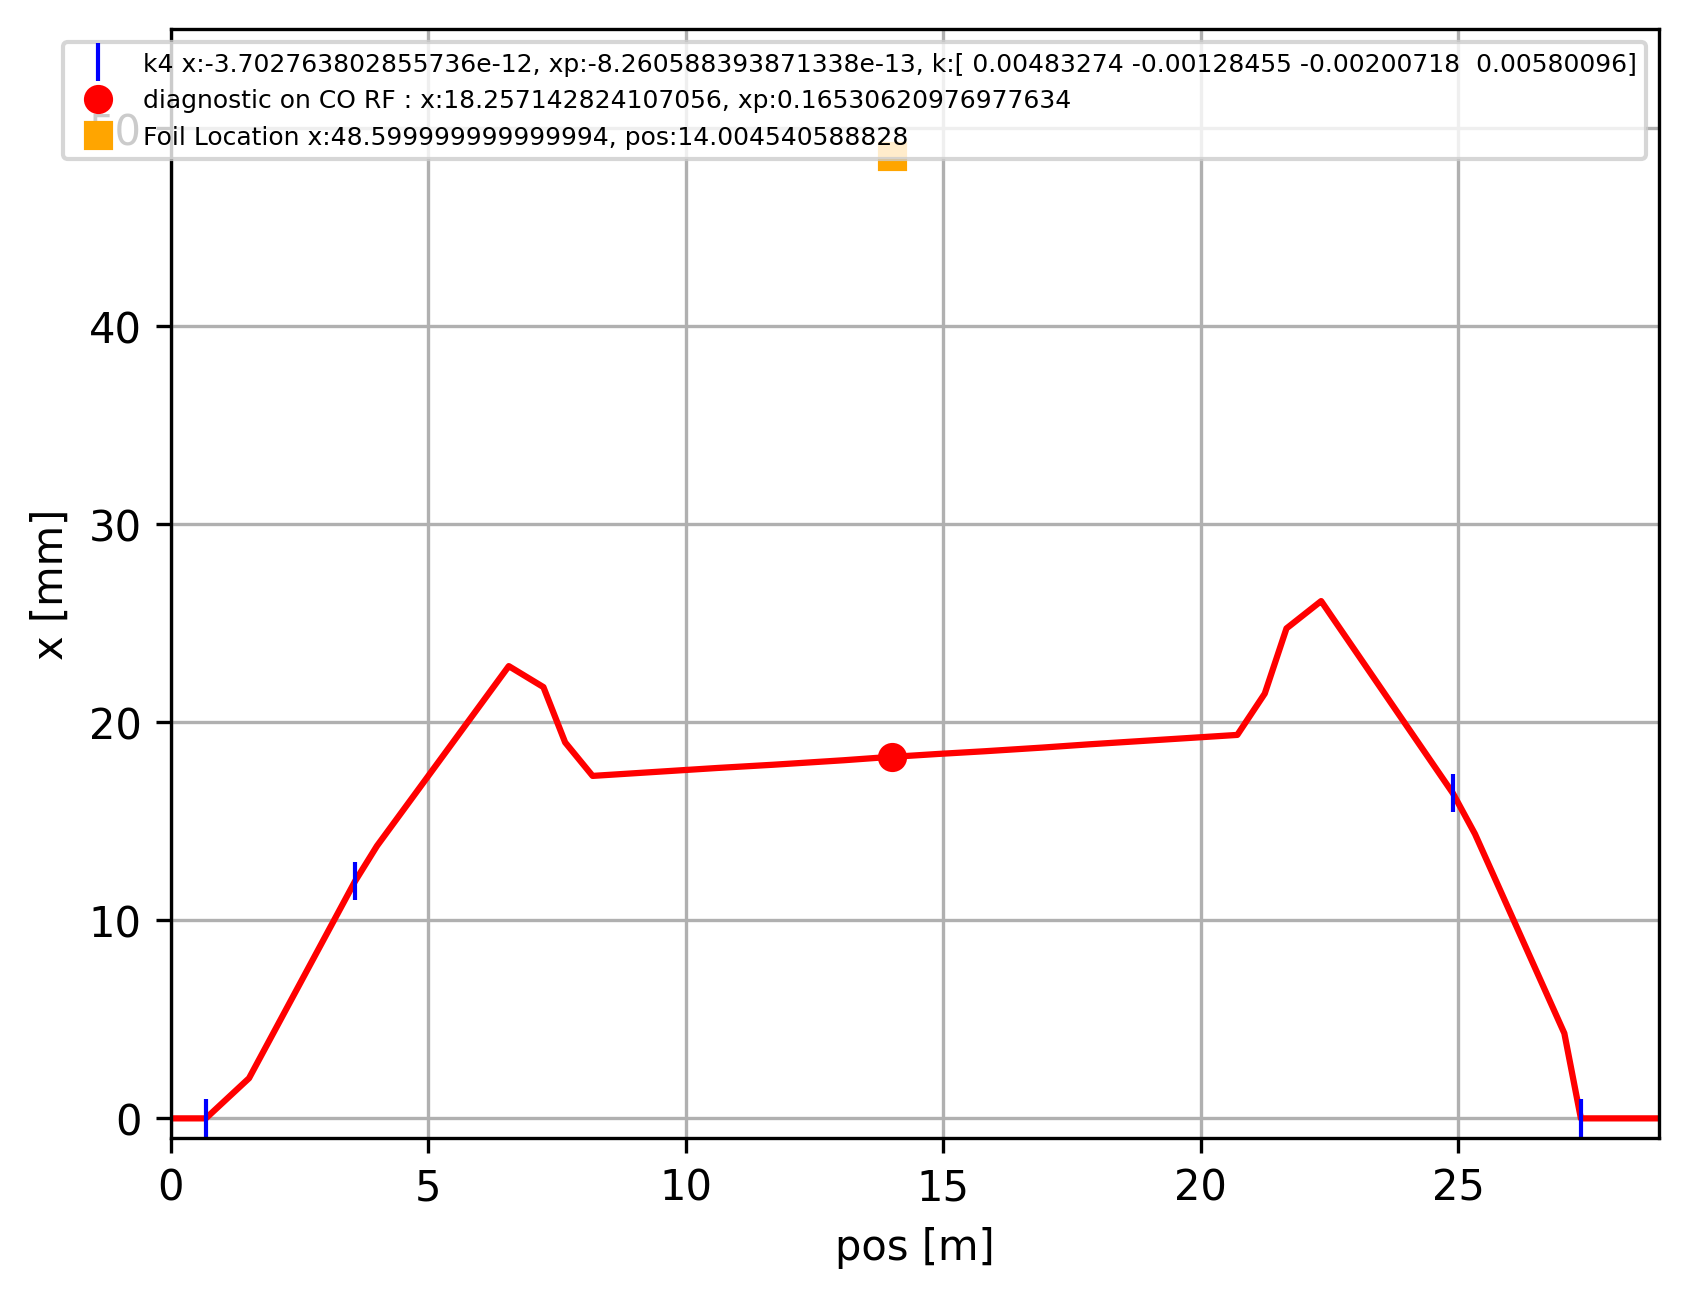 k4 x:-3.702763802855736e-12, xp:-8.260588393871338e-13, k:[ 0.00483274 -0.00128455 -0.00200718  0.00580096]
diagnostic on CO RF : x:18.257142824107056, xp:0.16530620976977634
Foil Location x:48.599999999999994, pos:14.004540588828
50
40
30
20
10
0
x [mm]
0 5 10 15 20 25
pos [m]